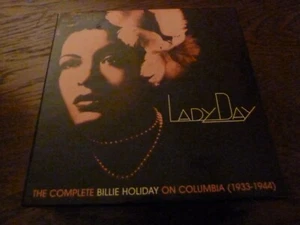 LADY DAY
THE COMPLETE BILLIE HOLIDAY ON COLUMBIA (1933-1944)